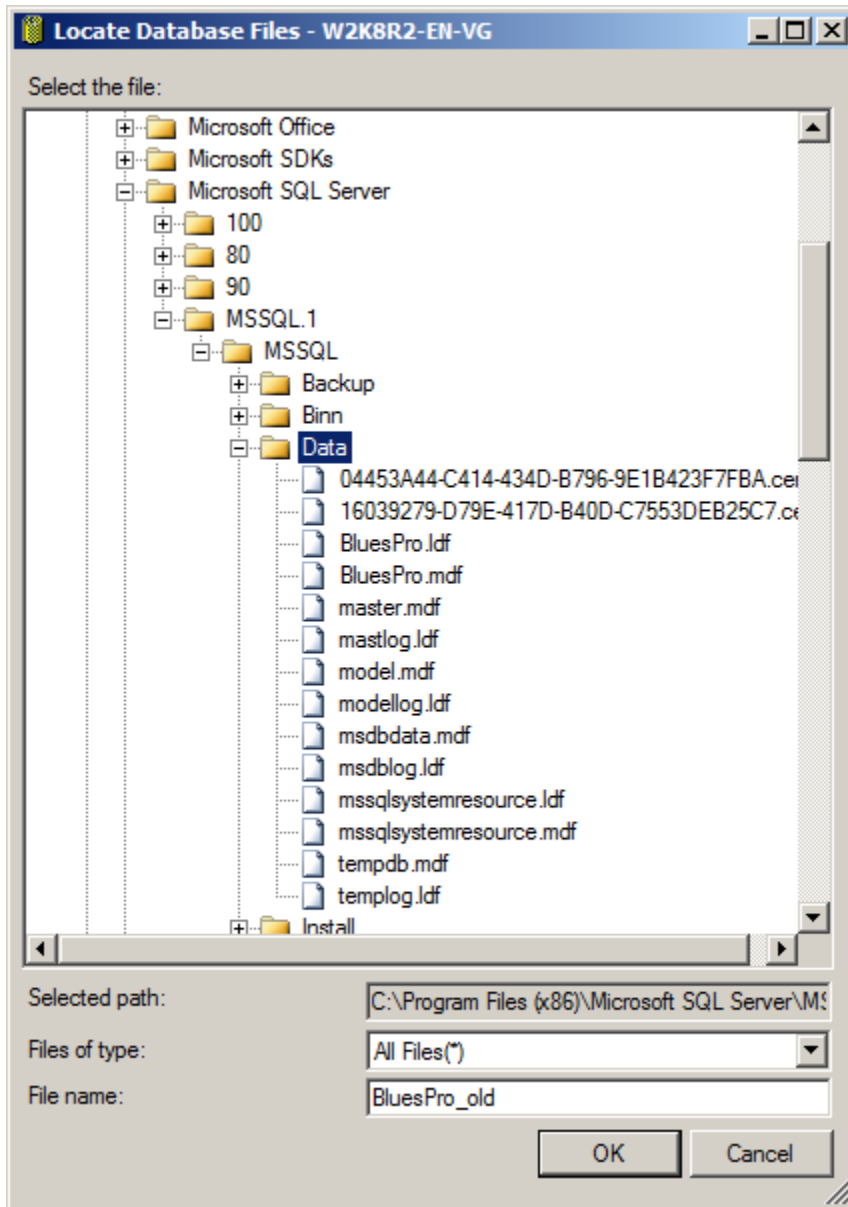 Locate Database Files - W2K8R2-EN-VG
Select the file:
Microsoft Office
Microsoft SDKs
Microsoft SQL Server
100
80
90
MSSQL.1
MSSQL
Backup
Binn
Data
04453A44-C414-434D-B796-9E1B423F7FBA.cer
16039279-D79E-417D-B40D-C7553DEB25C7.ce
BluesPro.ldf
BluesPro.mdf
master.mdf
mastlog.ldf
model.mdf
modellog.ldf
msdbdata.mdf
msdblog.ldf
mssqlsystemresource.ldf
mssqlsystemresource.mdf
tempdb.mdf
templog.ldf
Install
Selected path: C:\Program Files (x86)\Microsoft SQL Server\MS
Files of type: All Files(*)
File name: BluesPro_old
OK Cancel